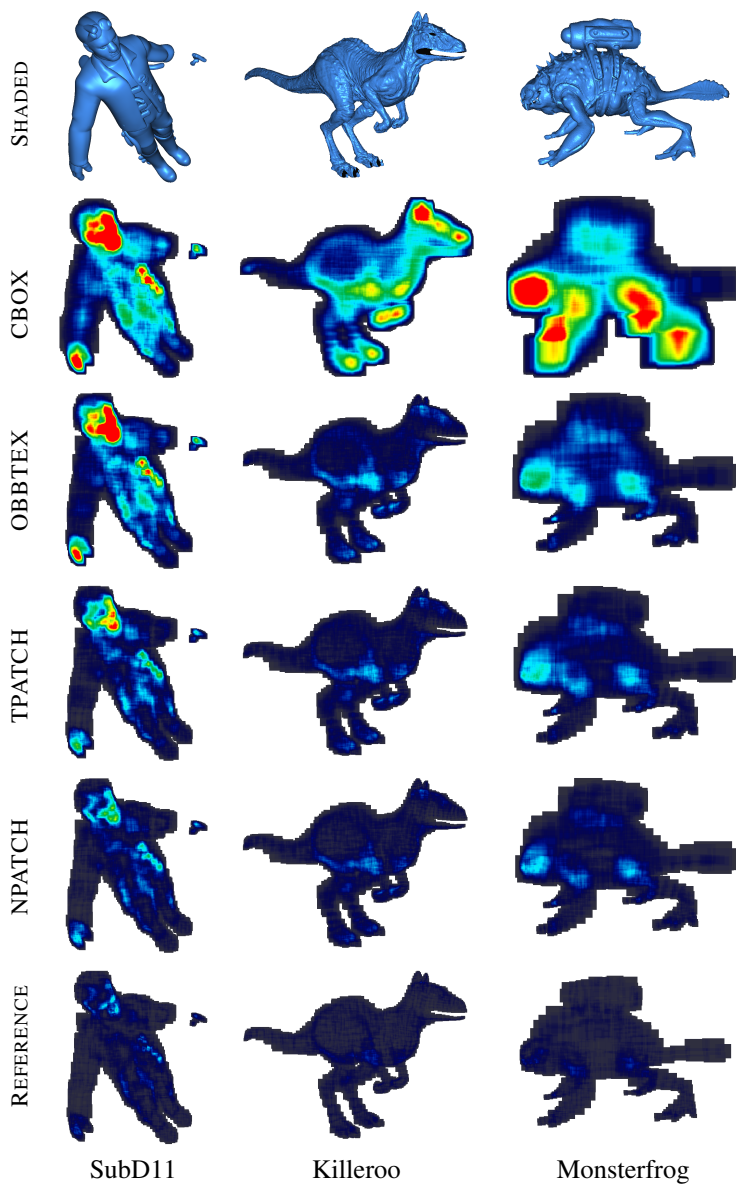 SHADED
CBOX
OBBTEX
TPATCH
NPATCH
REFERENCE
SubD11 Killeroo Monsterfrog